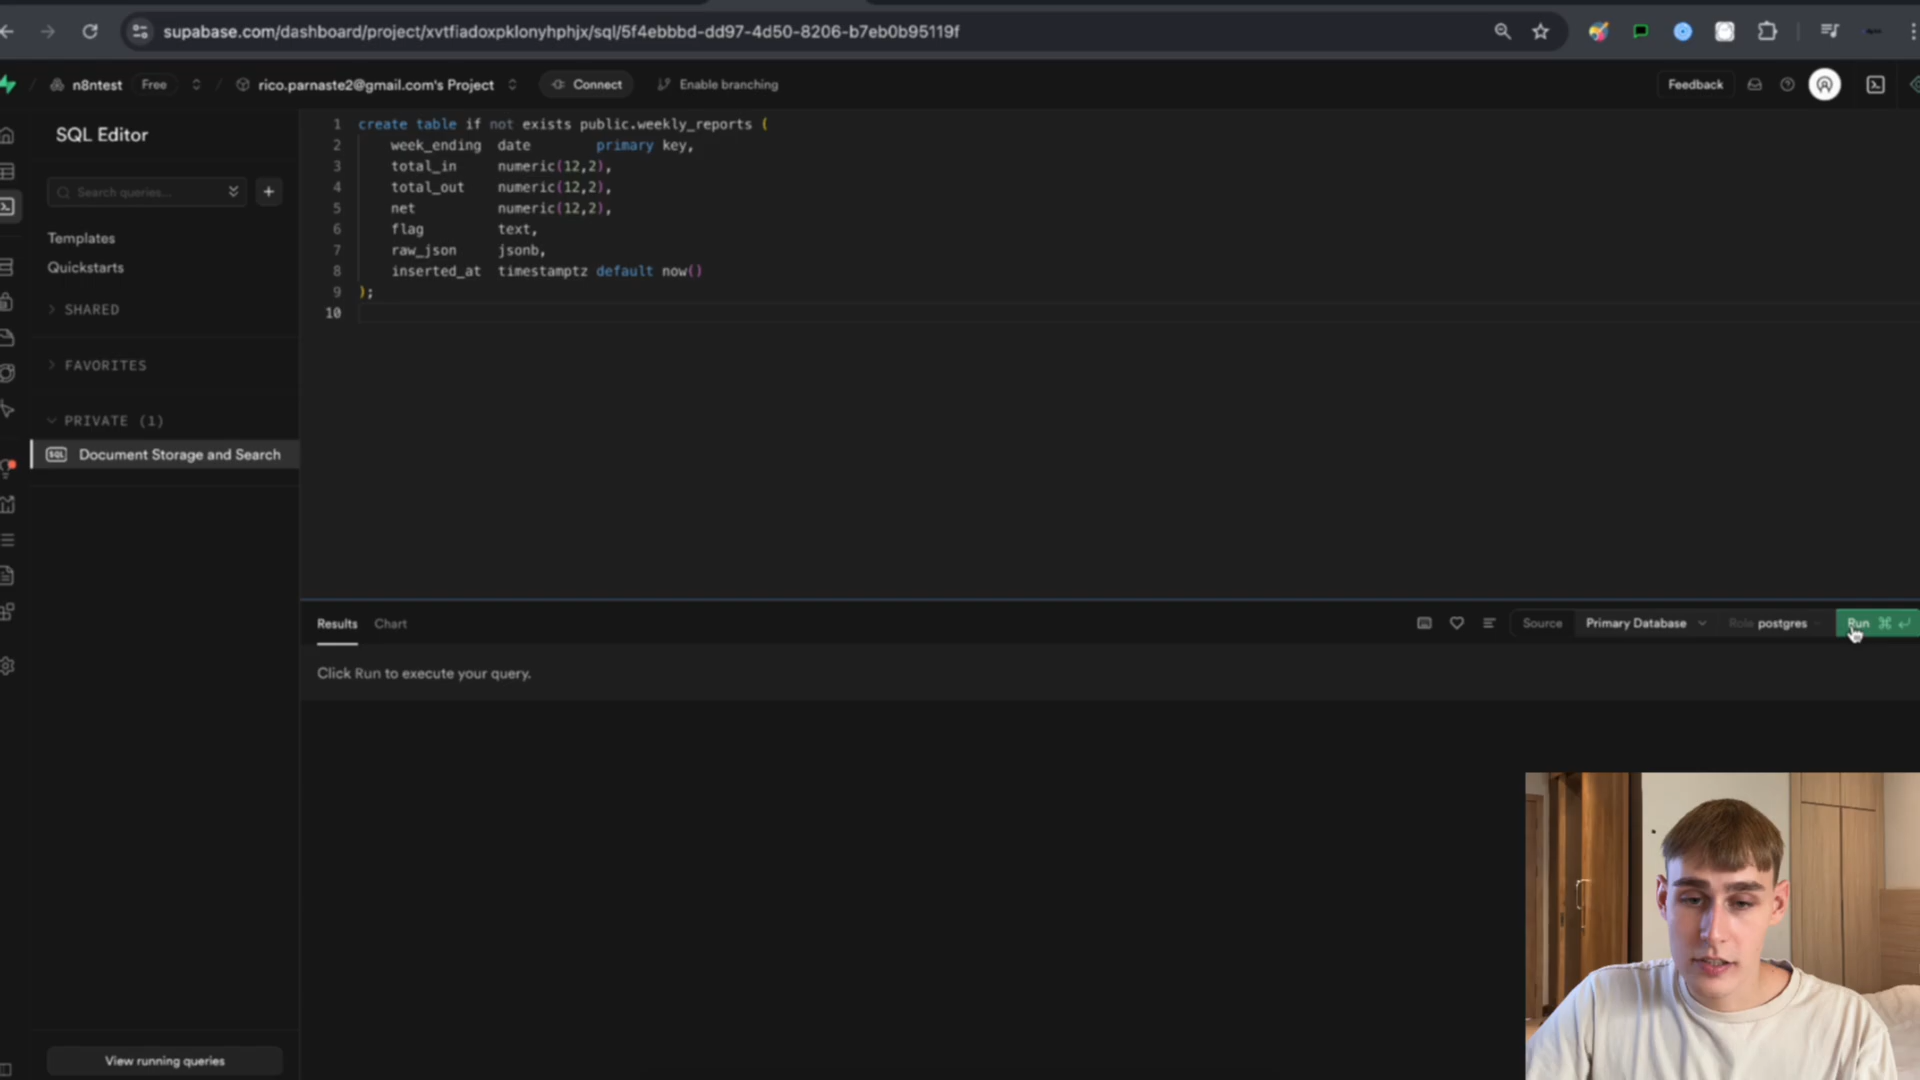 supabase.com/dashboard/project/xvtfiadoxpklonyhphjx/sql/5f4ebbbd-dd97-4d50-8206-b7eb0b95119f
n8ntest Free rico.parnaste2@gmail.com's Project Connect Enable branching Feedback
SQL Editor
Search queries...
Templates
Quickstarts
SHARED
FAVORITES
PRIVATE (1)
SQL Document Storage and Search
View running queries
1 create table if not exists public.weekly_reports (
2 week_ending date primary key,
3 total_in numeric(12,2),
4 total_out numeric(12,2),
5 net numeric(12,2),
6 flag text,
7 raw_json jsonb,
8 inserted_at timestamptz default now()
9 );
10
Results Chart Source Primary Database Role postgres Run ⌘ ↵
Click Run to execute your query.